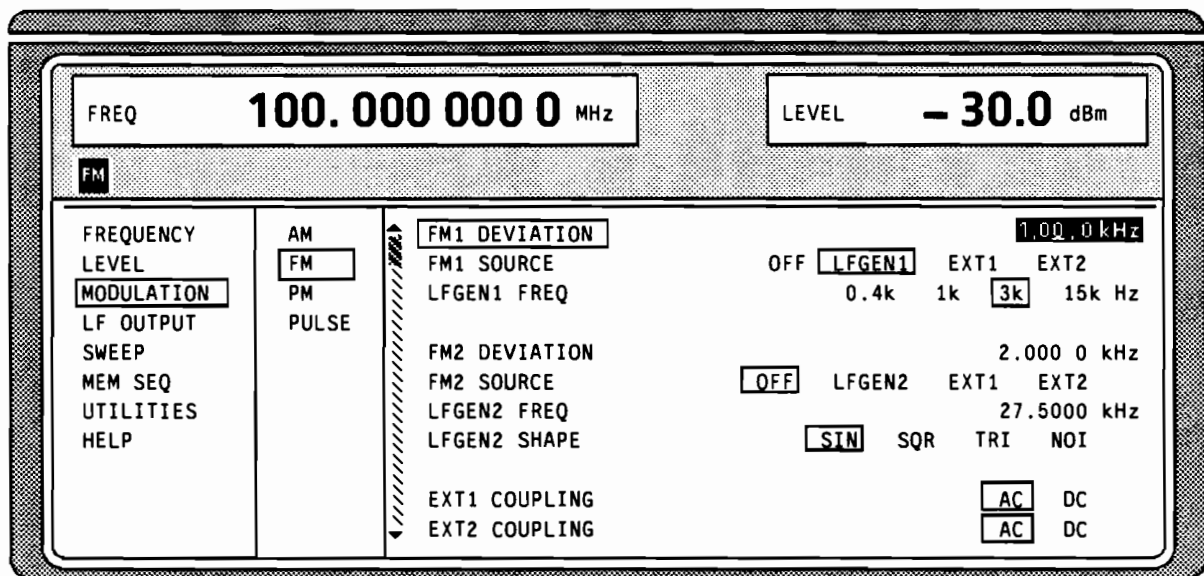 FREQ 100. 000 000 0 MHz LEVEL – 30.0 dBm
FM
FREQUENCY AM FM1 DEVIATION 1,00,0 kHz
LEVEL FM FM1 SOURCE OFF LFGEN1 EXT1 EXT2
MODULATION PM LFGEN1 FREQ 0.4k 1k 3k 15k Hz
LF OUTPUT PULSE
SWEEP FM2 DEVIATION 2.000 0 kHz
MEM SEQ FM2 SOURCE OFF LFGEN2 EXT1 EXT2
UTILITIES LFGEN2 FREQ 27.5000 kHz
HELP LFGEN2 SHAPE SIN SQR TRI NOI
EXT1 COUPLING AC DC
EXT2 COUPLING AC DC